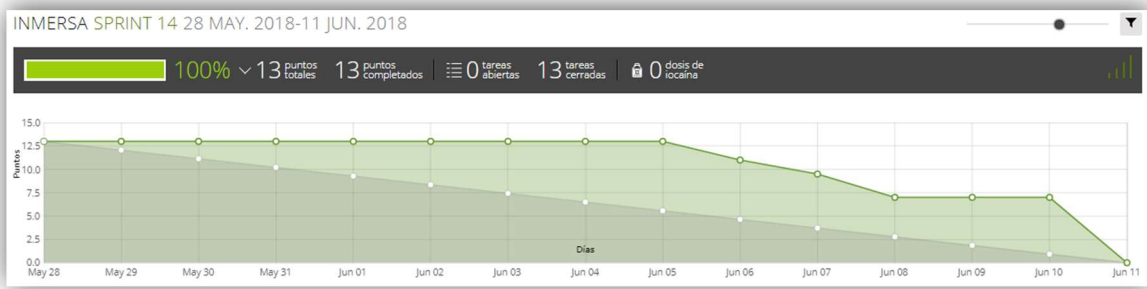 INMERSA SPRINT 14 28 MAY. 2018-11 JUN. 2018
100% 13 puntos totales 13 puntos completados 0 tareas abiertas 13 tareas cerradas 0 dosis de iocaína
15.0
12.5
10.0
7.5
5.0
2.5
0.0
Puntos
Días
May 28 May 29 May 30 May 31 Jun 01 Jun 02 Jun 03 Jun 04 Jun 05 Jun 06 Jun 07 Jun 08 Jun 09 Jun 10 Jun 11